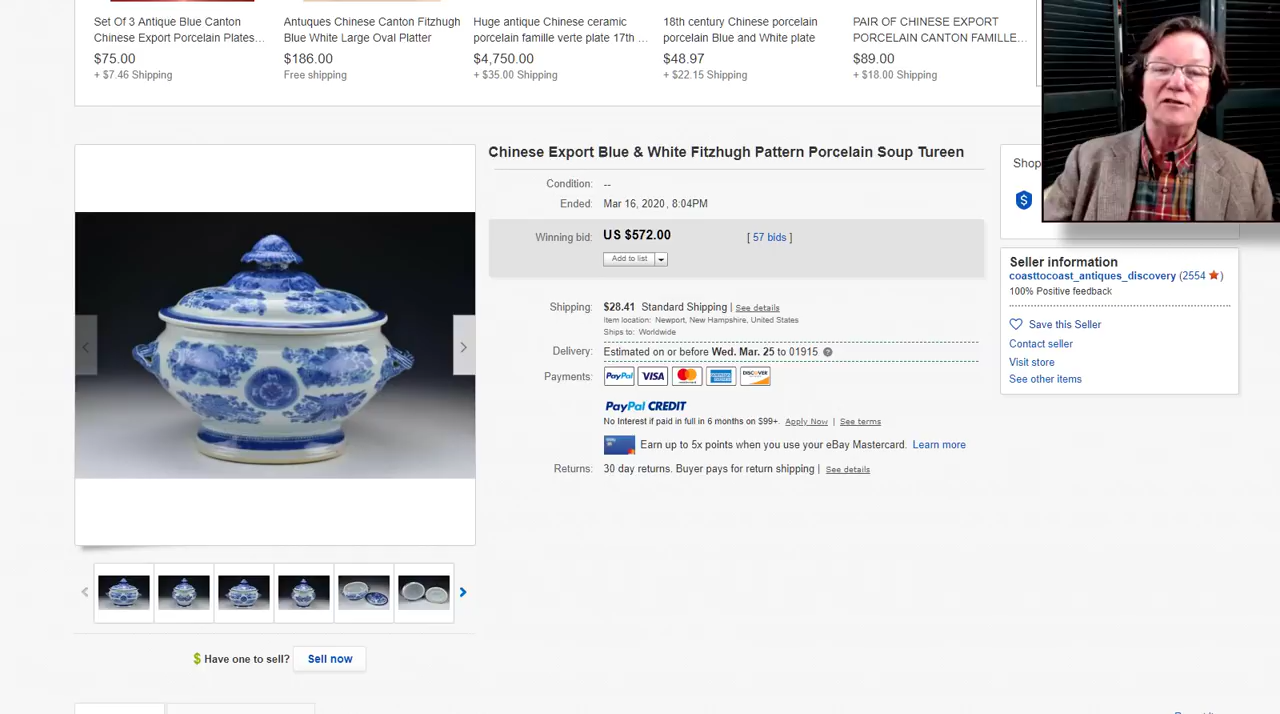 Set Of 3 Antique Blue Canton
Chinese Export Porcelain Plates…
$75.00
+ $7.46 Shipping
Antuques Chinese Canton Fitzhugh
Blue White Large Oval Platter
$186.00
Free shipping
Huge antique Chinese ceramic
porcelain famille verte plate 17th ...
$4,750.00
+ $35.00 Shipping
18th century Chinese porcelain
porcelain Blue and White plate
$48.97
+ $22.15 Shipping
PAIR OF CHINESE EXPORT
PORCELAIN CANTON FAMILLE…
$89.00
+ $18.00 Shipping
Chinese Export Blue & White Fitzhugh Pattern Porcelain Soup Tureen
Condition: --
Ended: Mar 16, 2020 , 8:04PM
Winning bid: US $572.00 [ 57 bids ]
Add to list
Shipping: $28.41 Standard Shipping | See details
Item location: Newport, New Hampshire, United States
Ships to: Worldwide
Delivery: Estimated on or before Wed. Mar. 25 to 01915
Payments: PayPal VISA MasterCard DISCOVER
PayPal CREDIT
No Interest if paid in full in 6 months on $99+. Apply Now | See terms
Earn up to 5x points when you use your eBay Mastercard. Learn more
Returns: 30 day returns. Buyer pays for return shipping | See details
Shop
Seller information
coasttocoast_antiques_discovery (2554 )
100% Positive feedback
Save this Seller
Contact seller
Visit store
See other items
$ Have one to sell? Sell now